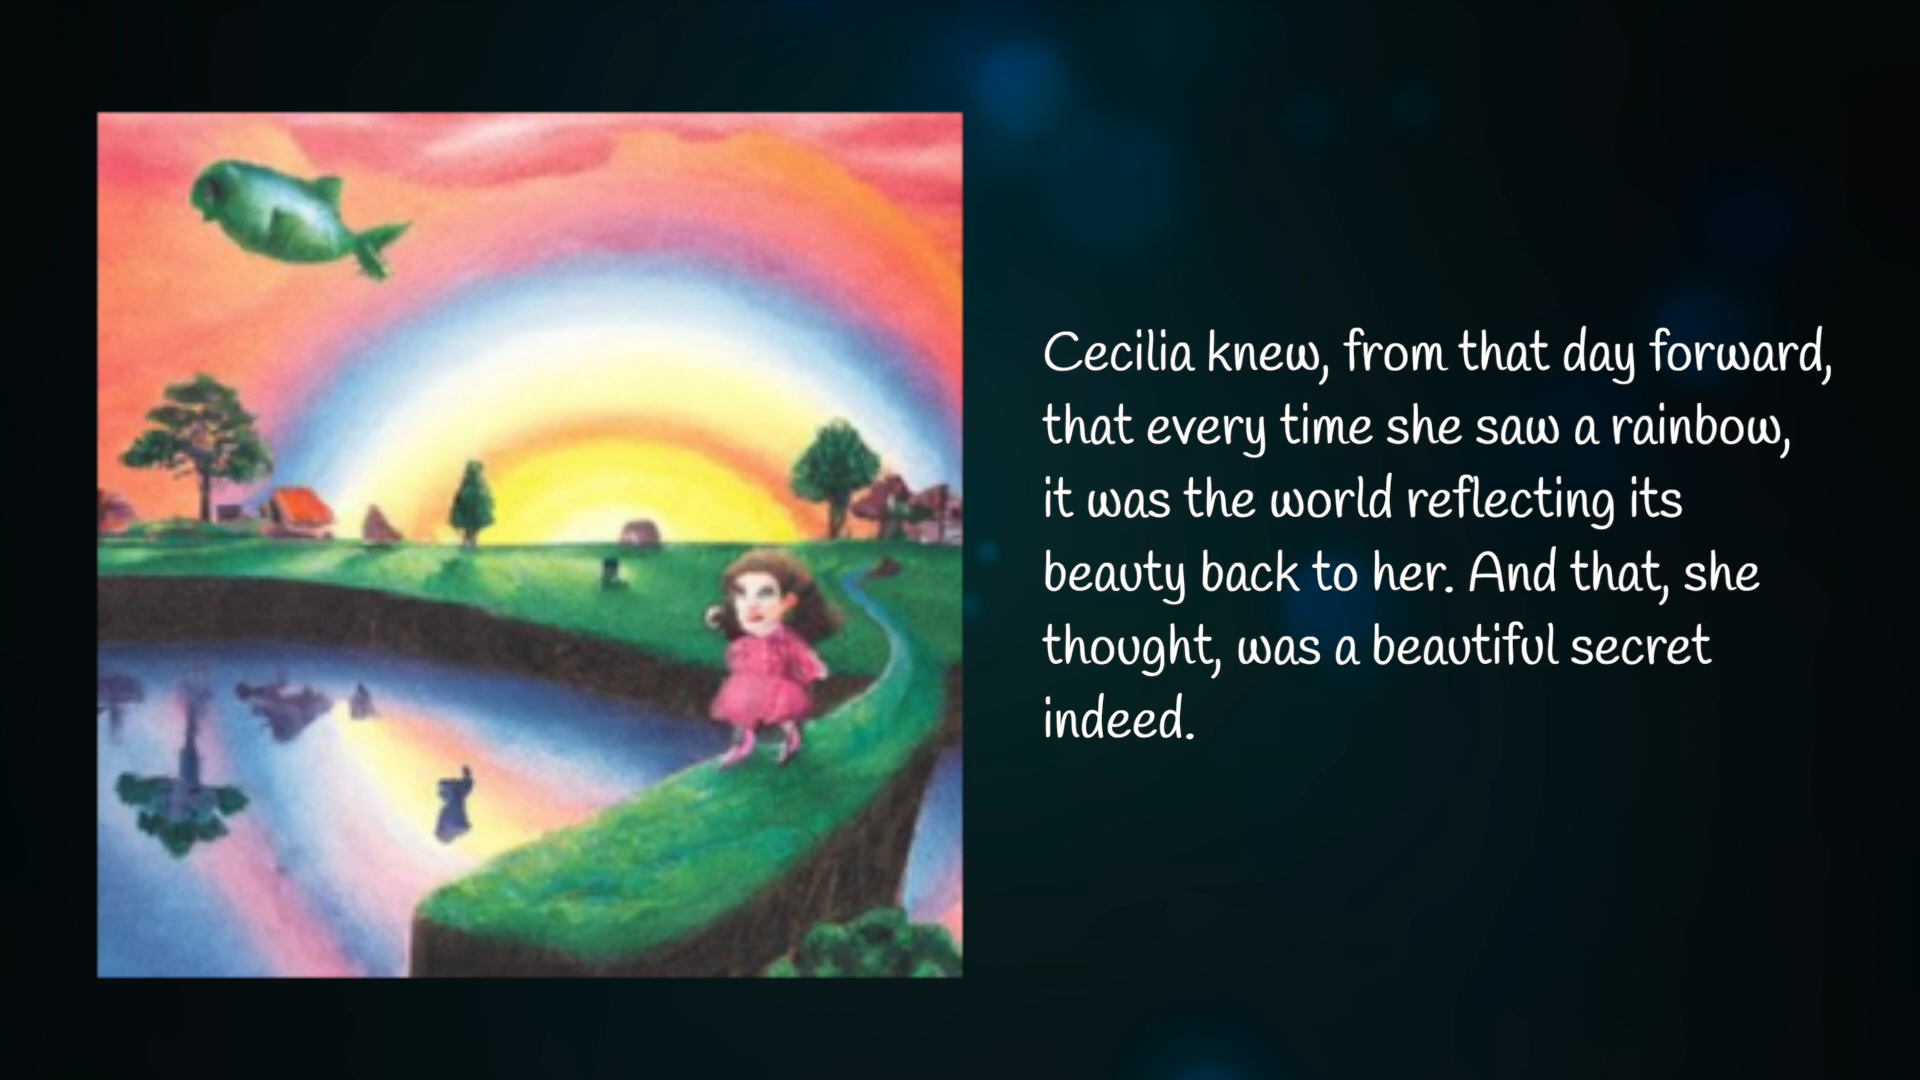 Cecilia knew, from that day forward,
that every time she saw a rainbow,
it was the world reflecting its
beauty back to her. And that, she
thought, was a beautiful secret
indeed.